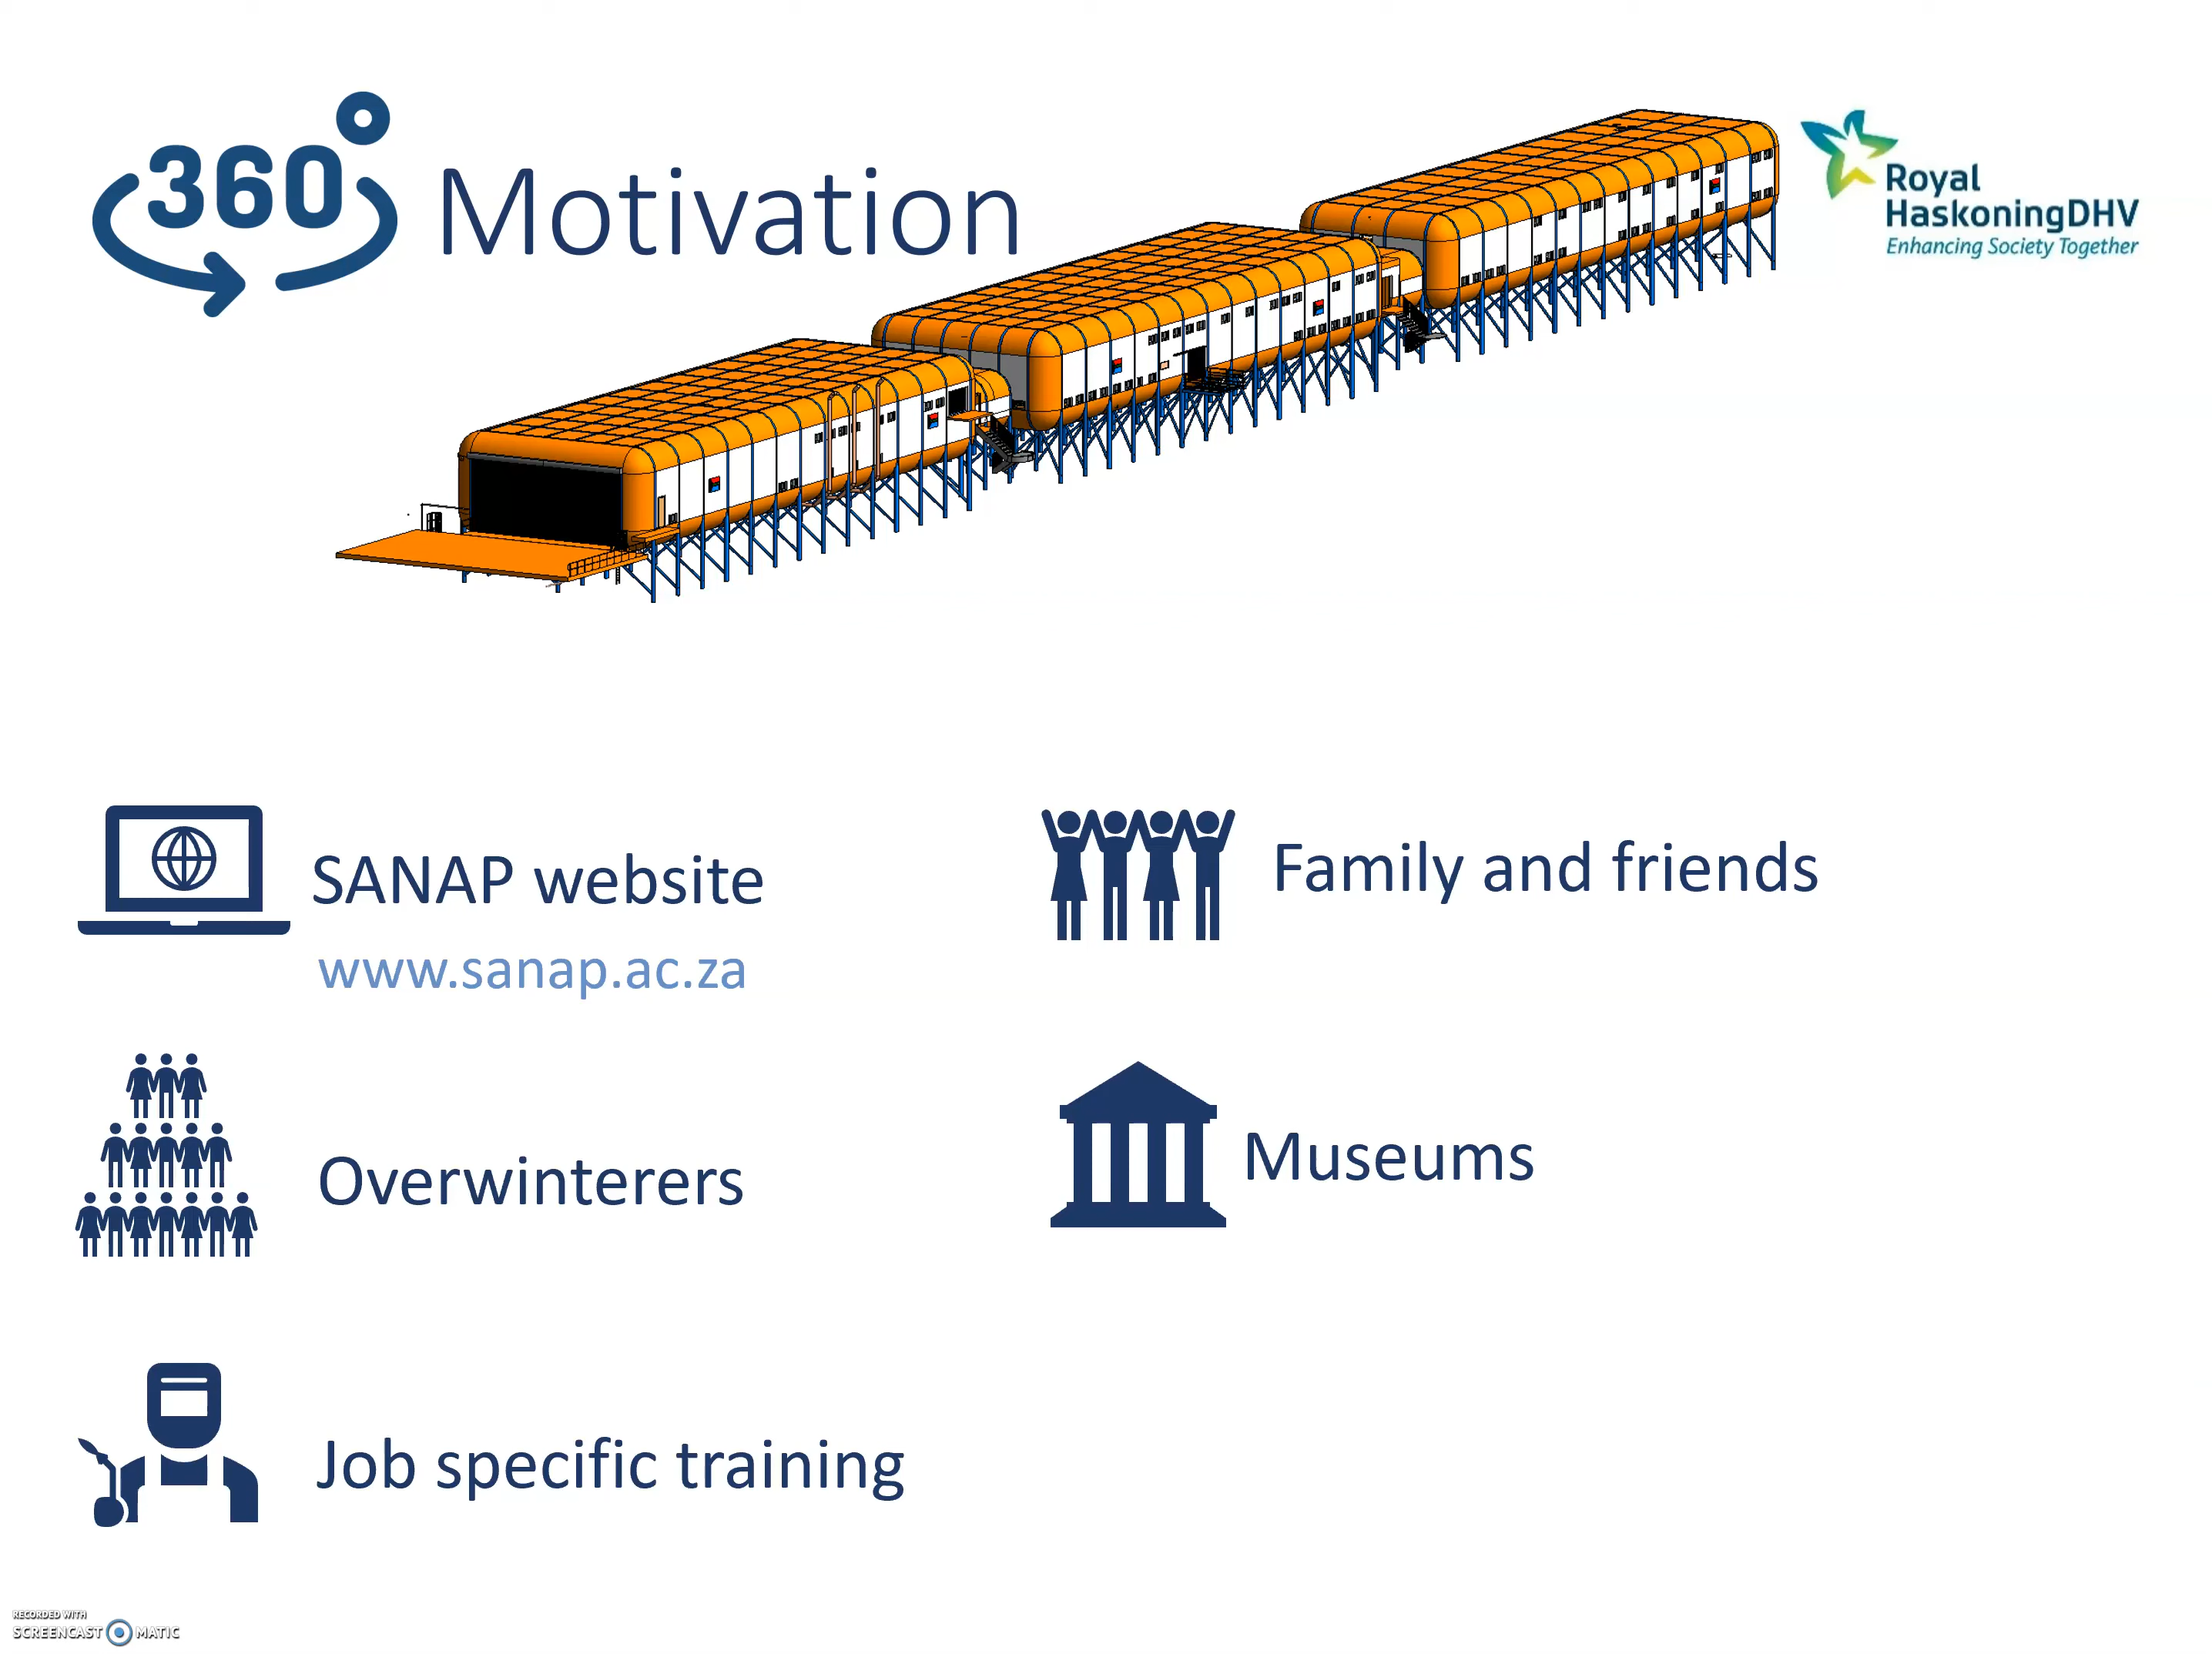 360°
Motivation
Royal
HaskoningDHV
Enhancing Society Together
SANAP website
www.sanap.ac.za
Family and friends
Overwinterers
Museums
Job specific training
RECORDED WITH
SCREENCAST MATIC